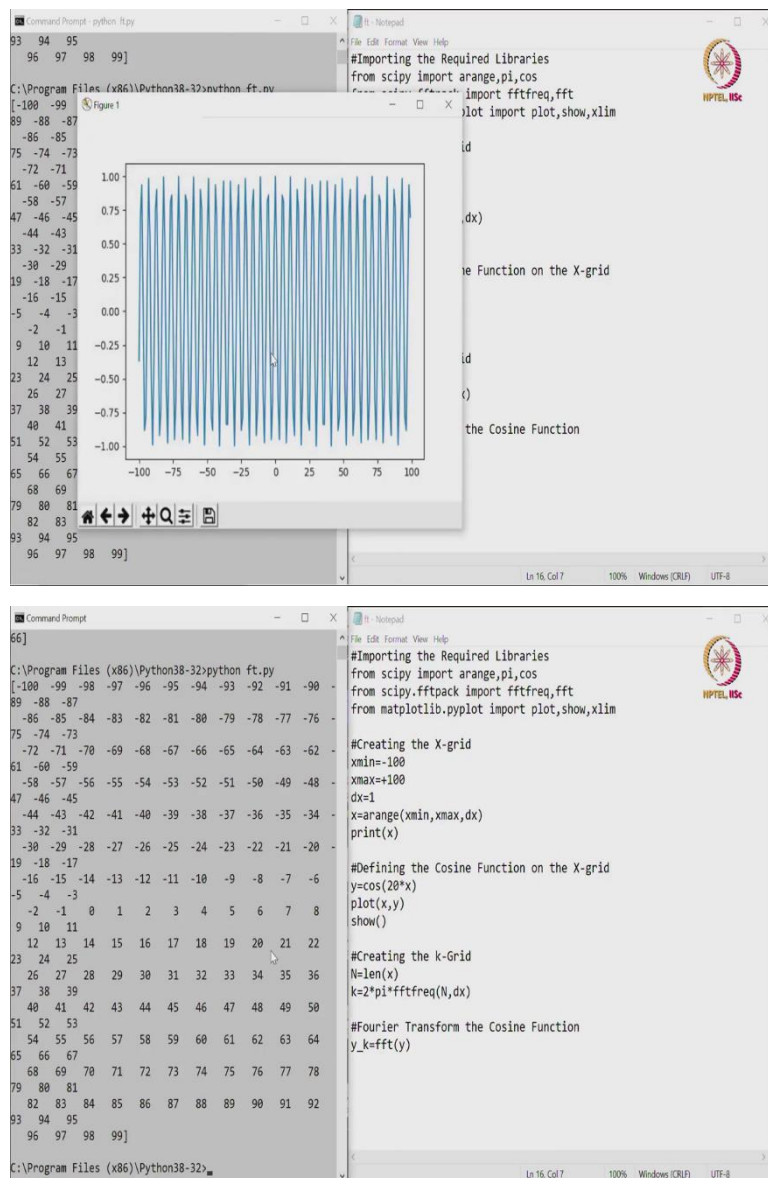 Command Prompt - python ft.py
93 94 95
96 97 98 99]
C:\Program Files (x86)\Python38-32>python ft.py
[-100 -99
89 -88 -87
-86 -85
75 -74 -73
-72 -71
61 -60 -59
-58 -57
47 -46 -45
-44 -43
33 -32 -31
-30 -29
19 -18 -17
-16 -15
-5 -4 -3
-2 -1
9 10 11
12 13
23 24 25
26 27
37 38 39
40 41
51 52 53
54 55
65 66 67
68 69
79 80 81
82 83
93 94 95
96 97 98 99]
Figure 1
1.00
0.75
0.50
0.25
0.00
−0.25
−0.50
−0.75
−1.00
−100 −75 −50 −25 0 25 50 75 100
ft - Notepad
File Edit Format View Help
#Importing the Required Libraries
from scipy import arange,pi,cos
from scipy.fftpack import fftfreq,fft
plot import plot,show,xlim
id
,dx)
e Function on the X-grid
id
)
the Cosine Function
NPTEL, IISc
Ln 16, Col 7 100% Windows (CRLF) UTF-8
Command Prompt
66]
C:\Program Files (x86)\Python38-32>python ft.py
[-100 -99 -98 -97 -96 -95 -94 -93 -92 -91 -90 -
89 -88 -87
-86 -85 -84 -83 -82 -81 -80 -79 -78 -77 -76 -
75 -74 -73
-72 -71 -70 -69 -68 -67 -66 -65 -64 -63 -62 -
61 -60 -59
-58 -57 -56 -55 -54 -53 -52 -51 -50 -49 -48 -
47 -46 -45
-44 -43 -42 -41 -40 -39 -38 -37 -36 -35 -34 -
33 -32 -31
-30 -29 -28 -27 -26 -25 -24 -23 -22 -21 -20 -
19 -18 -17
-16 -15 -14 -13 -12 -11 -10 -9 -8 -7 -6
-5 -4 -3
-2 -1 0 1 2 3 4 5 6 7 8
9 10 11
12 13 14 15 16 17 18 19 20 21 22
23 24 25
26 27 28 29 30 31 32 33 34 35 36
37 38 39
40 41 42 43 44 45 46 47 48 49 50
51 52 53
54 55 56 57 58 59 60 61 62 63 64
65 66 67
68 69 70 71 72 73 74 75 76 77 78
79 80 81
82 83 84 85 86 87 88 89 90 91 92
93 94 95
96 97 98 99]
C:\Program Files (x86)\Python38-32>
ft - Notepad
File Edit Format View Help
#Importing the Required Libraries
from scipy import arange,pi,cos
from scipy.fftpack import fftfreq,fft
from matplotlib.pyplot import plot,show,xlim
#Creating the X-grid
xmin=-100
xmax=+100
dx=1
x=arange(xmin,xmax,dx)
print(x)
#Defining the Cosine Function on the X-grid
y=cos(20*x)
plot(x,y)
show()
#Creating the k-Grid
N=len(x)
k=2*pi*fftfreq(N,dx)
#Fourier Transform the Cosine Function
y_k=fft(y)
NPTEL, IISc
Ln 16, Col 7 100% Windows (CRLF) UTF-8